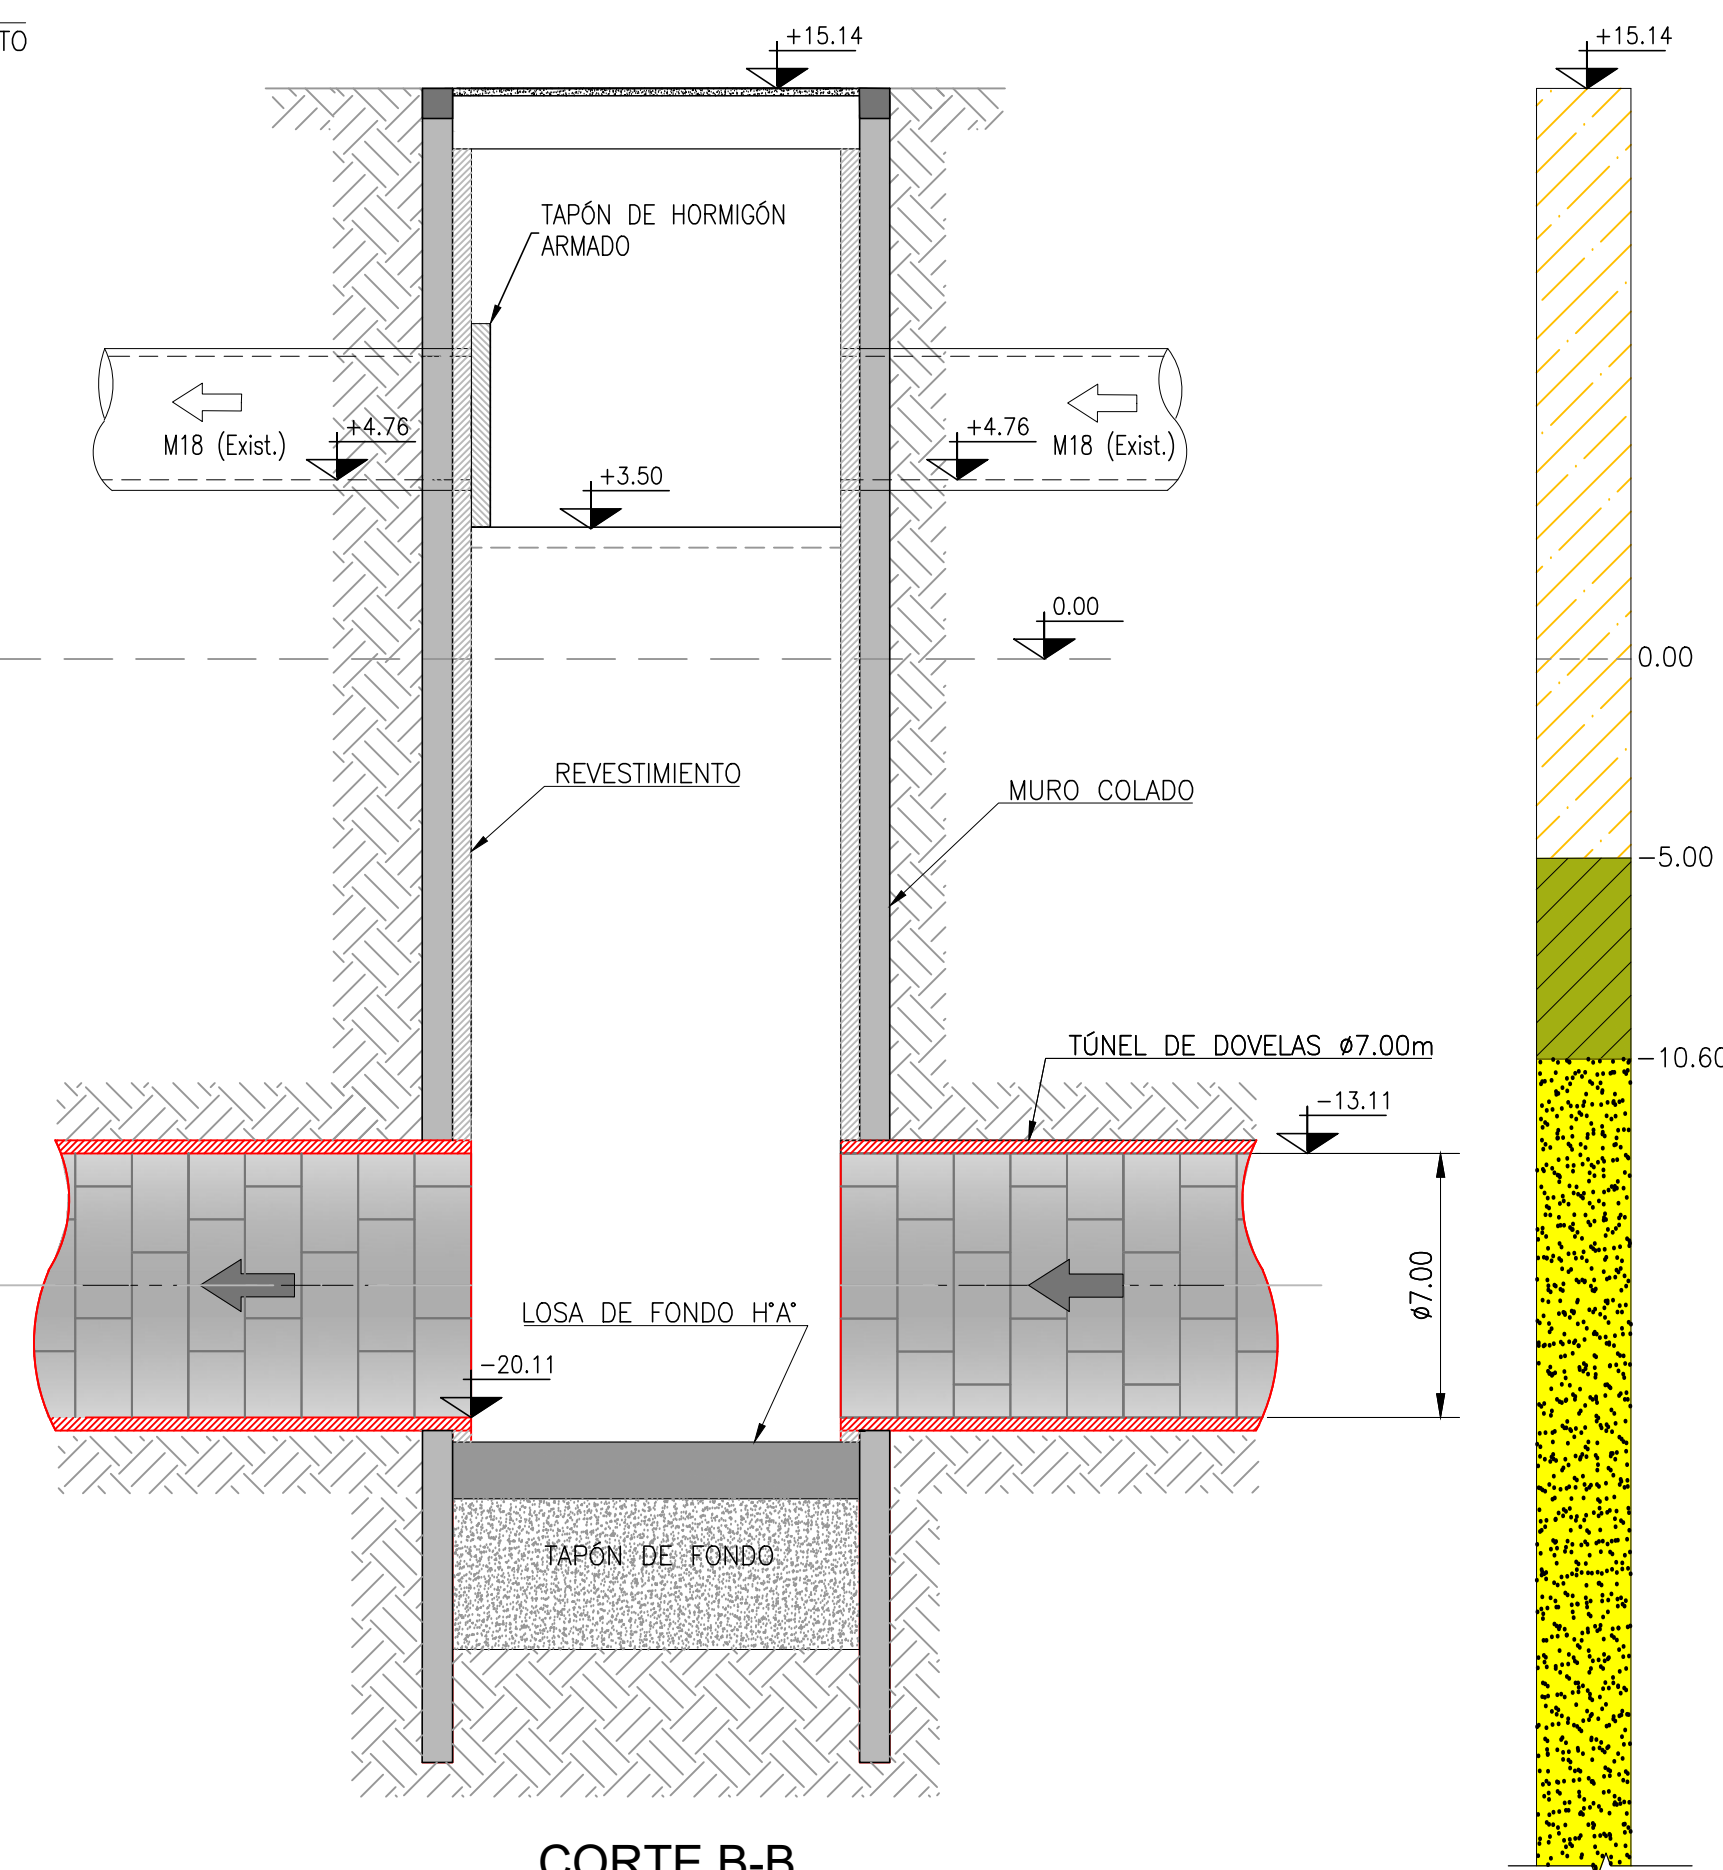 TO
+15.14
+15.14
TAPÓN DE HORMIGÓN
ARMADO
+4.76
M18 (Exist.)
+4.76
M18 (Exist.)
+3.50
0.00
0.00
REVESTIMIENTO
MURO COLADO
-5.00
TÚNEL DE DOVELAS ø7.00m
-10.60
-13.11
ø7.00
LOSA DE FONDO H°A°
-20.11
TAPÓN DE FONDO
CORTE B-B